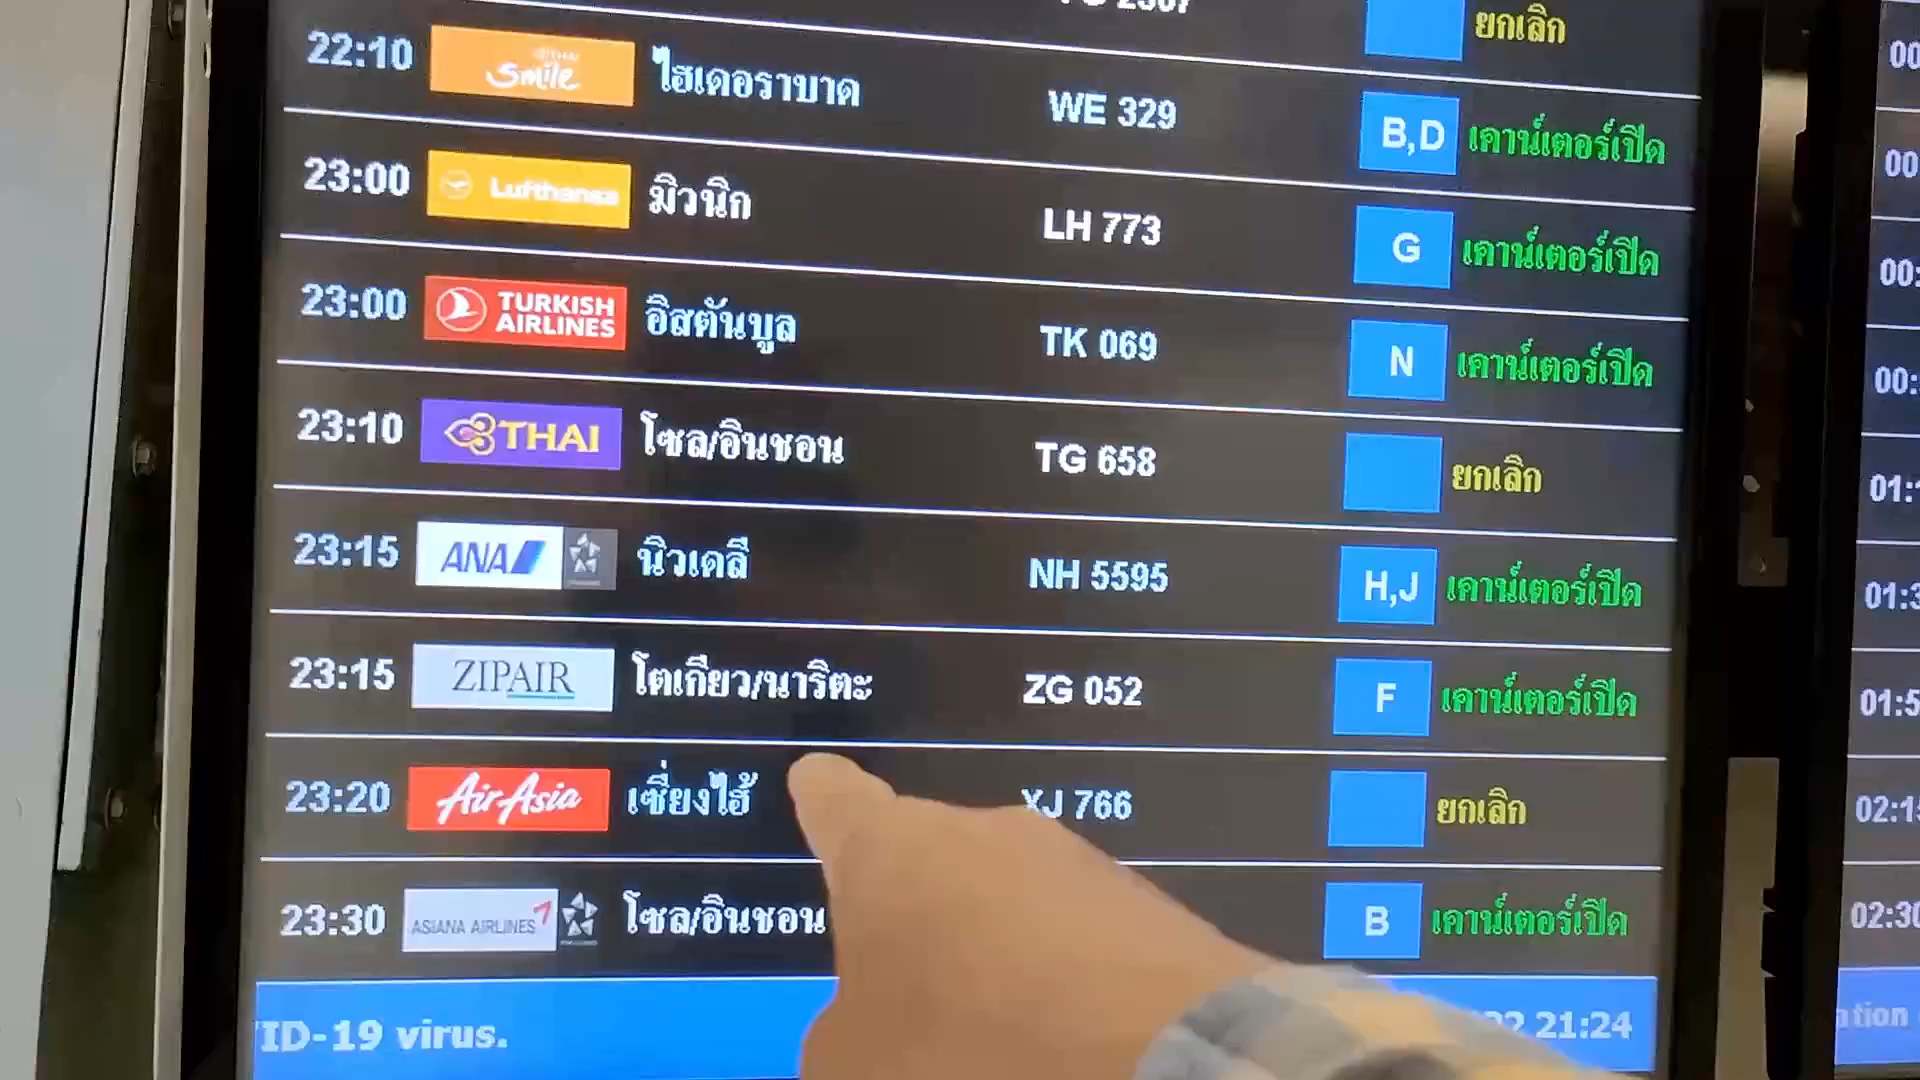 ยกเลิก
22:10 THAI Smile ไฮเดอราบาด WE 329 B,D เคาน์เตอร์เปิด
23:00 Lufthansa มิวนิก LH 773 G เคาน์เตอร์เปิด
23:00 TURKISH AIRLINES อิสตันบูล TK 069 N เคาน์เตอร์เปิด
23:10 THAI โซล/อินชอน TG 658 ยกเลิก
23:15 ANA นิวเดลี NH 5595 H,J เคาน์เตอร์เปิด
23:15 ZIPAIR โตเกียว/นาริตะ ZG 052 F เคาน์เตอร์เปิด
23:20 AirAsia เซี่ยงไฮ้ XJ 766 ยกเลิก
23:30 ASIANA AIRLINES โซล/อินชอน B เคาน์เตอร์เปิด
ID-19 virus. 21:24